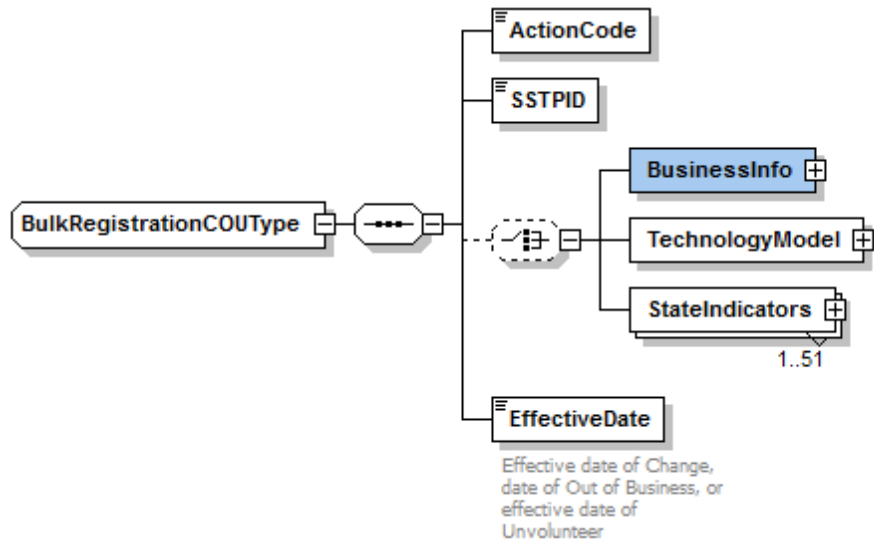 ActionCode
SSTPID
BusinessInfo
BulkRegistrationCOUType
TechnologyModel
StateIndicators
1..51
EffectiveDate
Effective date of Change,
date of Out of Business, or
effective date of
Unvolunteer